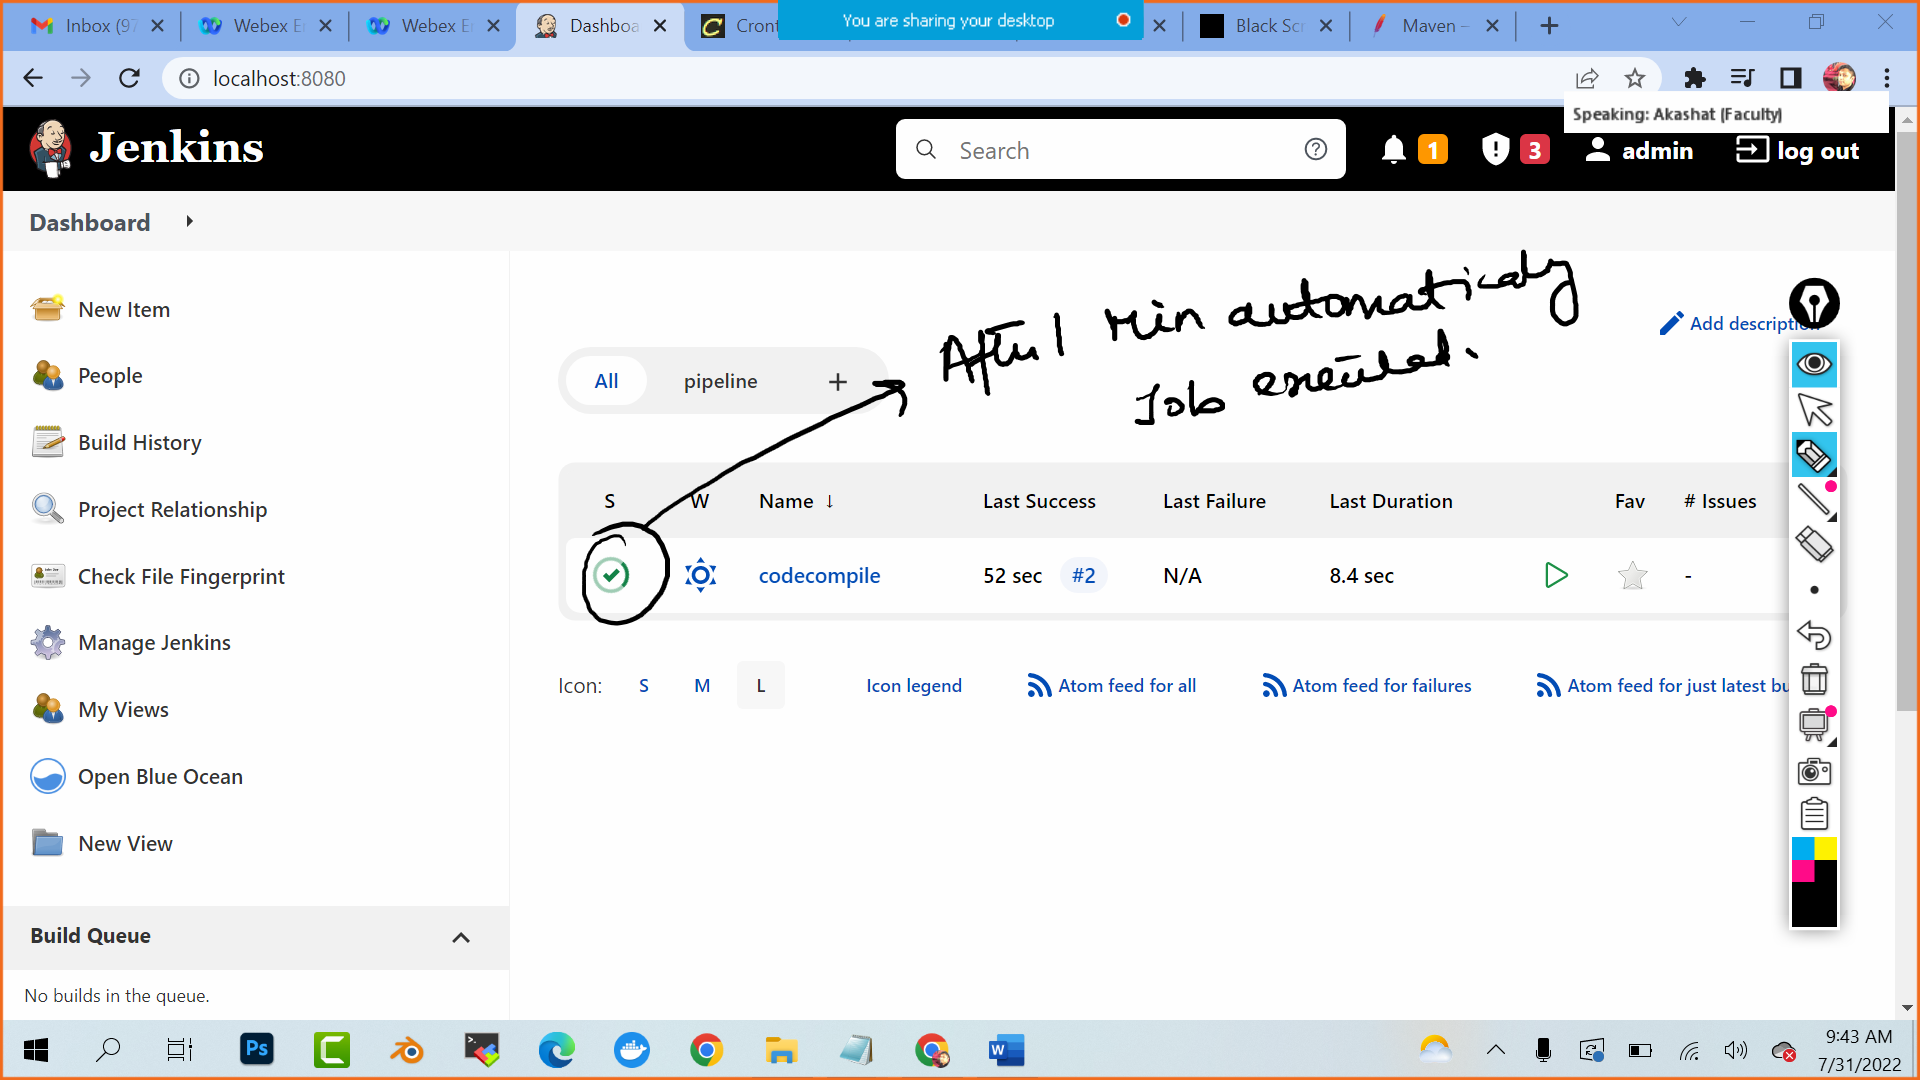 Inbox (97
Webex E
Webex E
Dashboa
Cront
You are sharing your desktop
Black Scr
Maven –
localhost:8080
Speaking: Akashat (Faculty)
Jenkins
Search
1
3
admin
log out
Dashboard
New Item
People
Build History
Project Relationship
Check File Fingerprint
Manage Jenkins
My Views
Open Blue Ocean
New View
Build Queue
No builds in the queue.
After 1 Min automatically
Job executed.
Add description
All
pipeline
+
S W Name ↓ Last Success Last Failure Last Duration Fav # Issues
codecompile 52 sec #2 N/A 8.4 sec -
Icon: S M L Icon legend Atom feed for all Atom feed for failures Atom feed for just latest bu
Ps
C
W
9:43 AM
7/31/2022